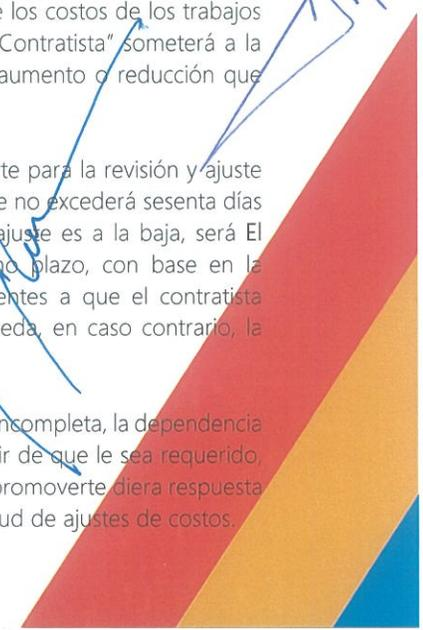 los costos de los trabajos
Contratista” someterá a la
aumento o reducción que
te para la revisión y ajuste
e no excederá sesenta días
ajuste es a la baja, será El
no plazo, con base en la
entes a que el contratista
eda, en caso contrario, la
ncompleta, la dependencia
ir de que le sea requerido,
promoverte diera respuesta
ud de ajustes de costos.